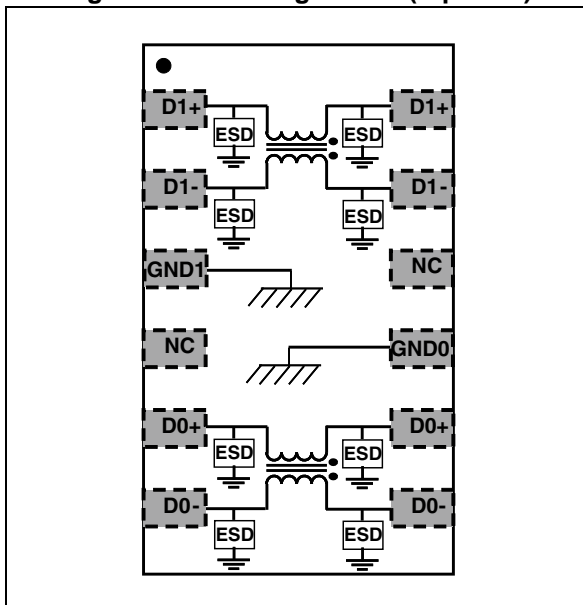 D1+ D1+
ESD ESD
D1- D1-
ESD ESD
GND1 NC
NC GND0
D0+ D0+
ESD ESD
D0- D0-
ESD ESD